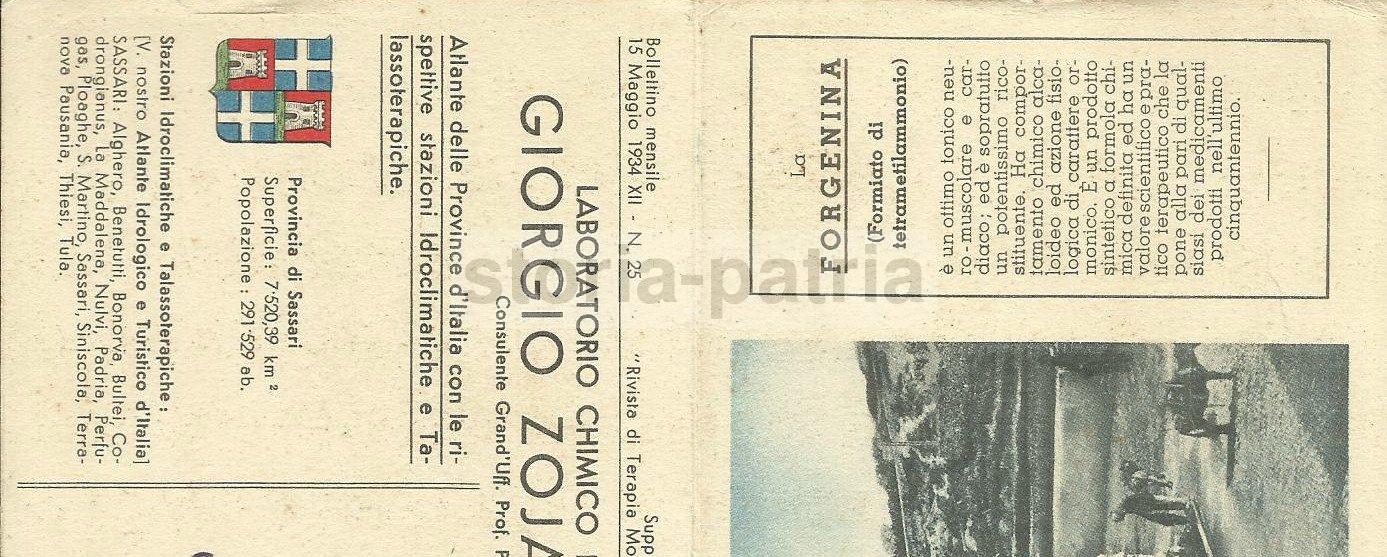 Bollettino mensile
15 Maggio 1934 XII - N. 25
Supp
"Rivista di Terapia Mo
LABORATORIO CHIMICO
GIORGIO ZOJA
Consulente Grand'Uff. Prof.
Atlante delle Province d'Italia con le ri-
spettive stazioni Idroclimatiche e Ta-
lassoterapiche.
Provincia di Sassari
Superficie: 7·520,39 km²
Popolazione: 291·529 ab.
Stazioni Idroclimatiche e Talassoterapiche:
[V. nostro Atlante Idrologico e Turistico d'Italia]
SASSARI: Alghero, Benetutti, Bonorva, Bultei, Co-
drongianus, La Maddalena, Nulvi, Padria, Perfu-
gas, Ploaghe, S. Martino, Sassari, Siniscola, Terra-
nova Pausania, Thiesi, Tula.
La
FORGENINA
(Formiato di
tetrametilammonio)
è un ottimo ionico neu-
ro-muscolare e car-
diaco; ed è sopratutto
un potentissimo rico-
stituente. Ha compor-
tamento chimico alca-
loideo ed azione fisio-
logica di carattere or-
monico. È un prodotto
sintetico a formola chi-
mica definita ed ha un
valore scientifico e pra-
tico terapeutico che la
pone alla pari di qual-
siasi dei medicamenti
prodotti nell'ultimo
cinquantennio.
storia-patria